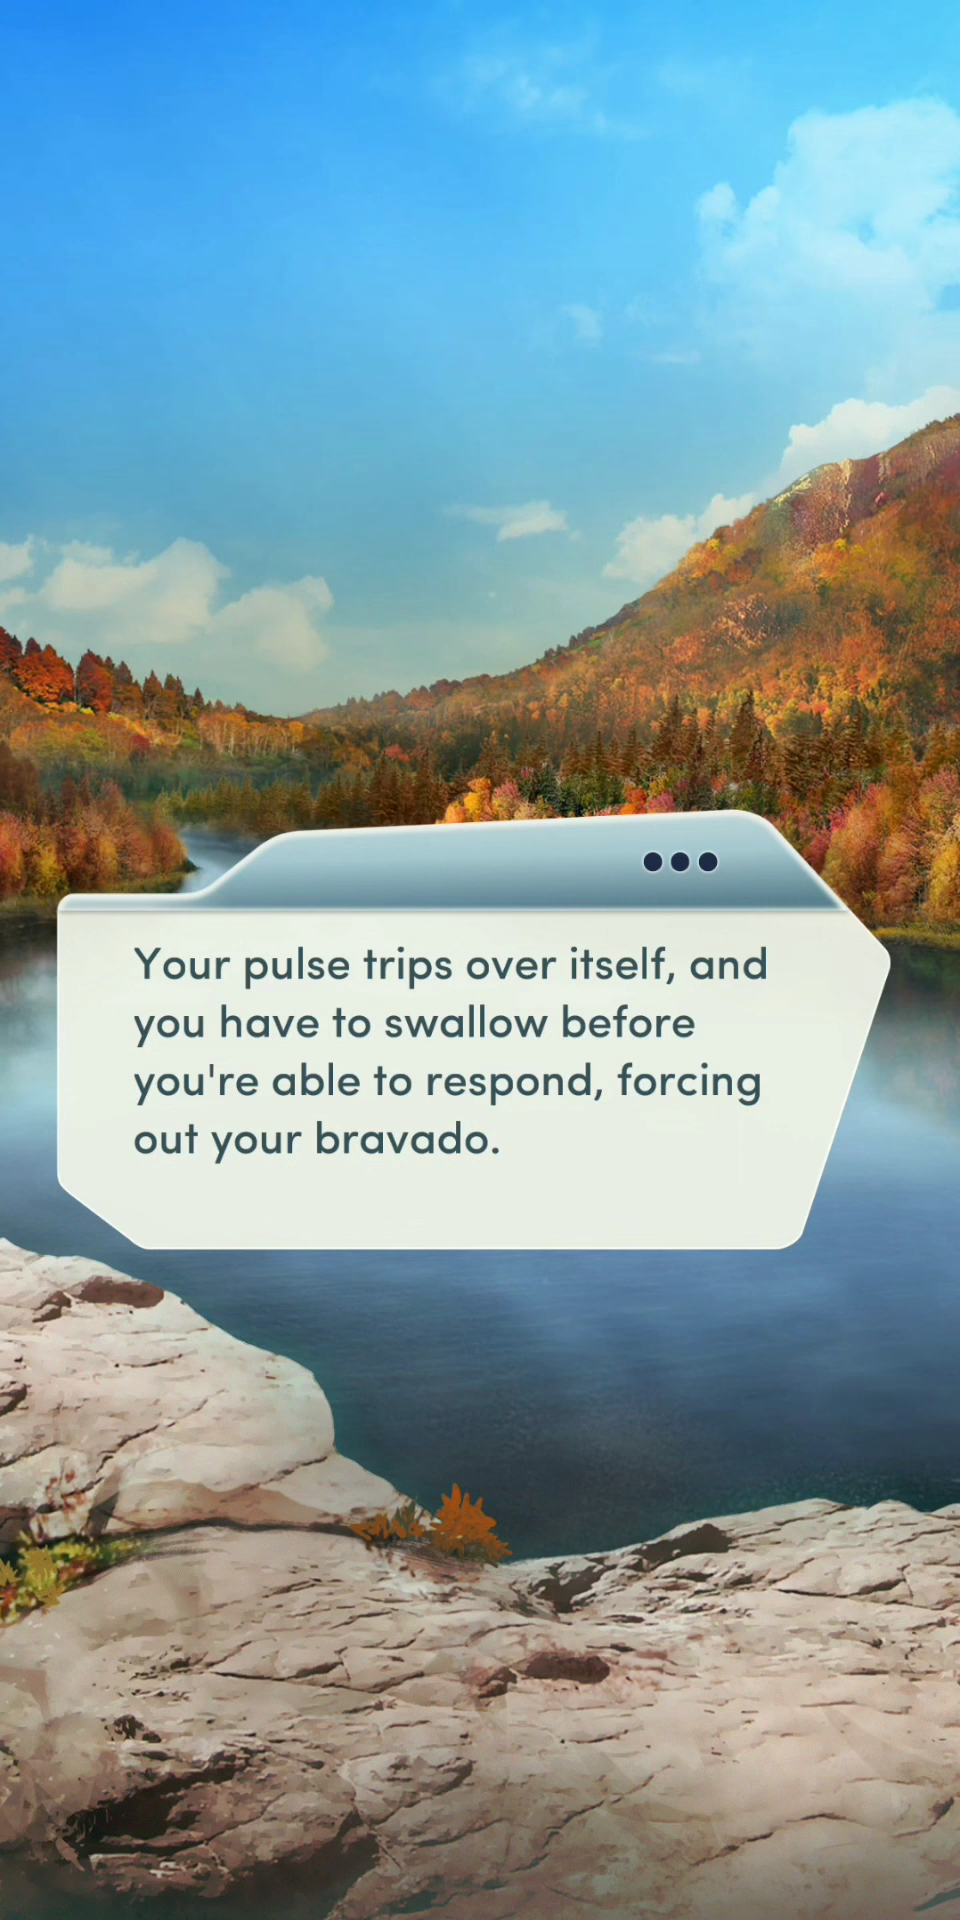 Your pulse trips over itself, and
you have to swallow before
you're able to respond, forcing
out your bravado.